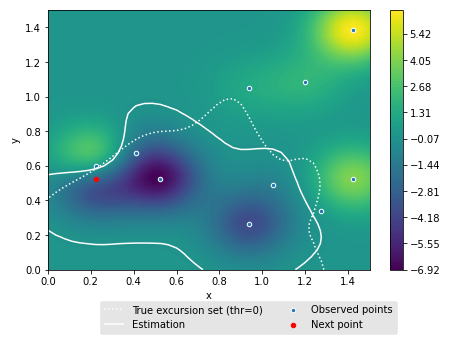 1.4
1.2
1.0
0.8
0.6
0.4
0.2
0.0
y
0.0 0.2 0.4 0.6 0.8 1.0 1.2 1.4
x
5.42
4.05
2.68
1.31
−0.07
−1.44
−2.81
−4.18
−5.55
−6.92
True excursion set (thr=0)
Estimation
Observed points
Next point